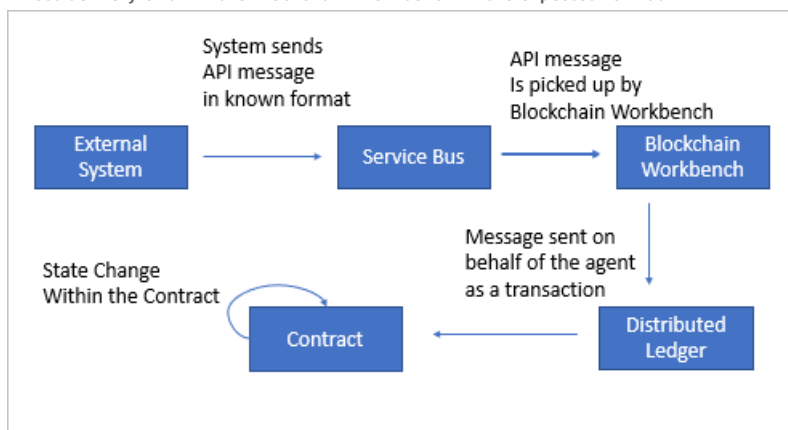 System sends
API message
in known format
API message
Is picked up by
Blockchain Workbench
External
System
Service Bus
Blockchain
Workbench
Message sent on
behalf of the agent
as a transaction
State Change
Within the Contract
Contract
Distributed
Ledger